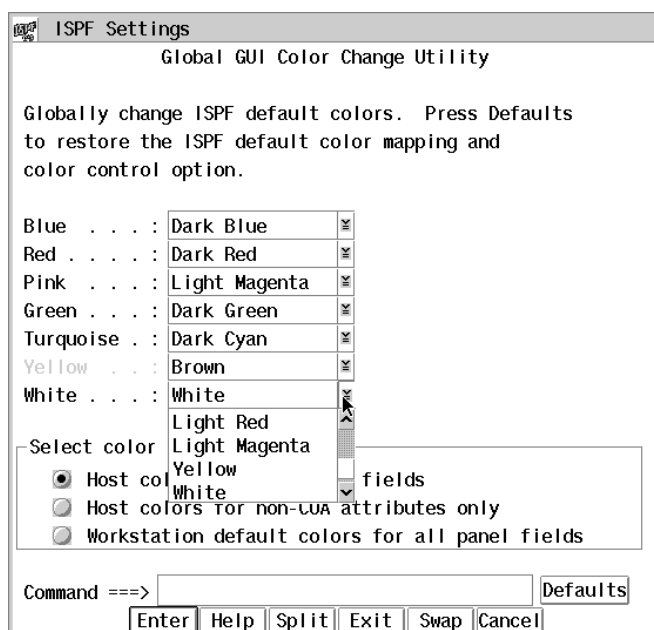 ISPF Settings
Global GUI Color Change Utility
Globally change ISPF default colors. Press Defaults
to restore the ISPF default color mapping and
color control option.
Blue . . . : Dark Blue
Red . . . . : Dark Red
Pink . . . : Light Magenta
Green . . . : Dark Green
Turquoise . : Dark Cyan
Yellow . . : Brown
White . . . : White
Light Red
Select color Light Magenta
Yellow
Host fields
White
Host colors for non-CUA attributes only
Workstation default colors for all panel fields
Command ===> Defaults
Enter Help Split Exit Swap Cancel